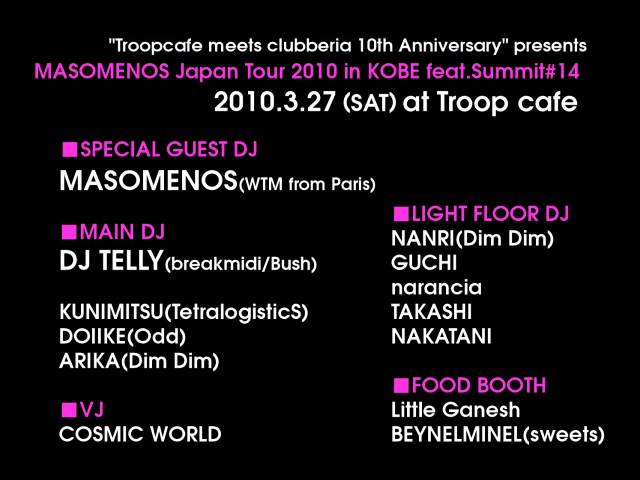 "Troopcafe meets clubberia 10th Anniversary" presents
MASOMENOS Japan Tour 2010 in KOBE feat.Summit#14
2010.3.27 (SAT) at Troop cafe
■SPECIAL GUEST DJ
MASOMENOS(WTM from Paris)
■MAIN DJ
DJ TELLY(breakmidi/Bush)
KUNIMITSU(TetralogisticS)
DOIIKE(Odd)
ARIKA(Dim Dim)
■VJ
COSMIC WORLD
■LIGHT FLOOR DJ
NANRI(Dim Dim)
GUCHI
narancia
TAKASHI
NAKATANI
■FOOD BOOTH
Little Ganesh
BEYNELMINEL(sweets)